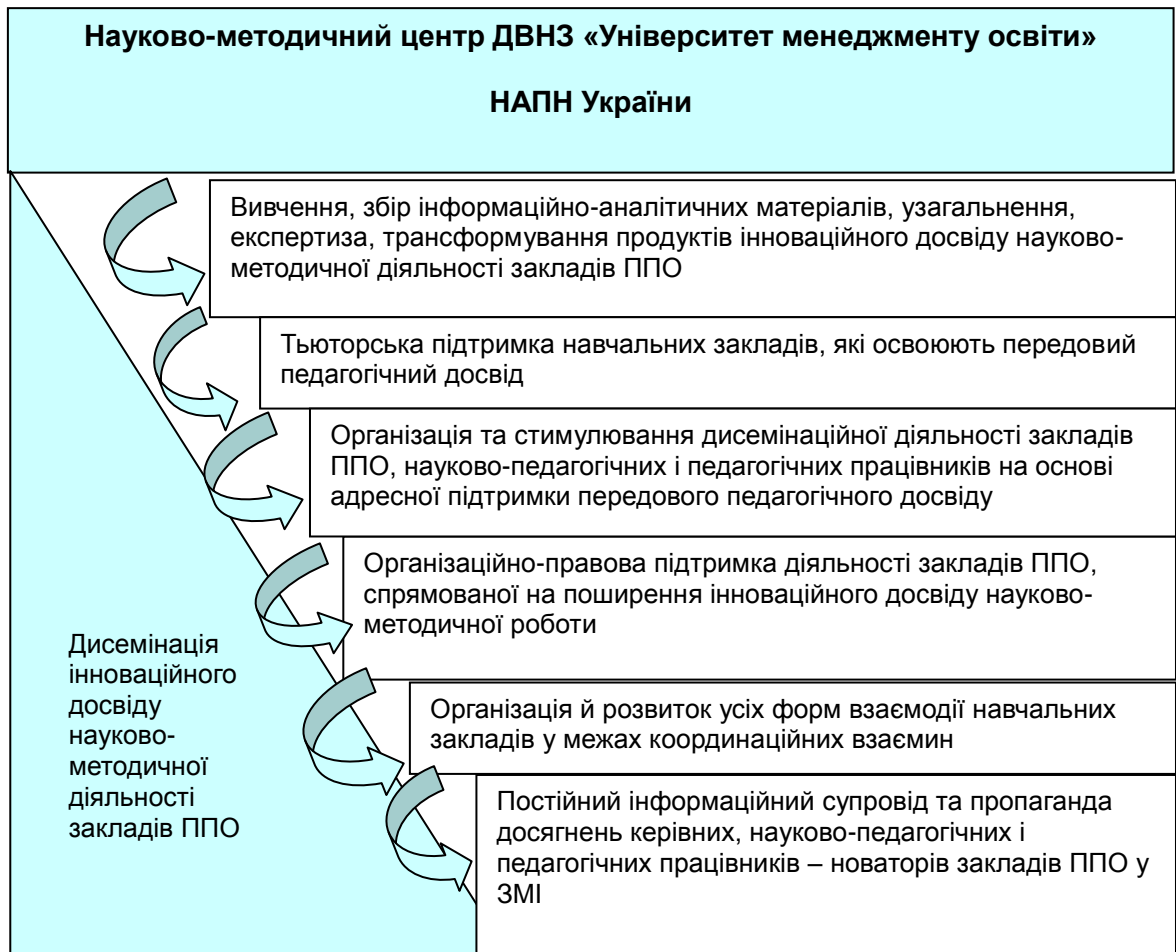 Науково-методичний центр ДВНЗ «Університет менеджменту освіти»
НАПН України
Вивчення, збір інформаційно-аналітичних матеріалів, узагальнення,
експертиза, трансформування продуктів інноваційного досвіду науково-
методичної діяльності закладів ППО
Тьюторська підтримка навчальних закладів, які освоюють передовий
педагогічний досвід
Організація та стимулювання дисемінаційної діяльності закладів
ППО, науково-педагогічних і педагогічних працівників на основі
адресної підтримки передового педагогічного досвіду
Організаційно-правова підтримка діяльності закладів ППО,
спрямованої на поширення інноваційного досвіду науково-
методичної роботи
Організація й розвиток усіх форм взаємодії навчальних
закладів у межах координаційних взаємин
Постійний інформаційний супровід та пропаганда
досягнень керівних, науково-педагогічних і
педагогічних працівників – новаторів закладів ППО у
ЗМІ
Дисемінація
інноваційного
досвіду
науково-
методичної
діяльності
закладів ППО